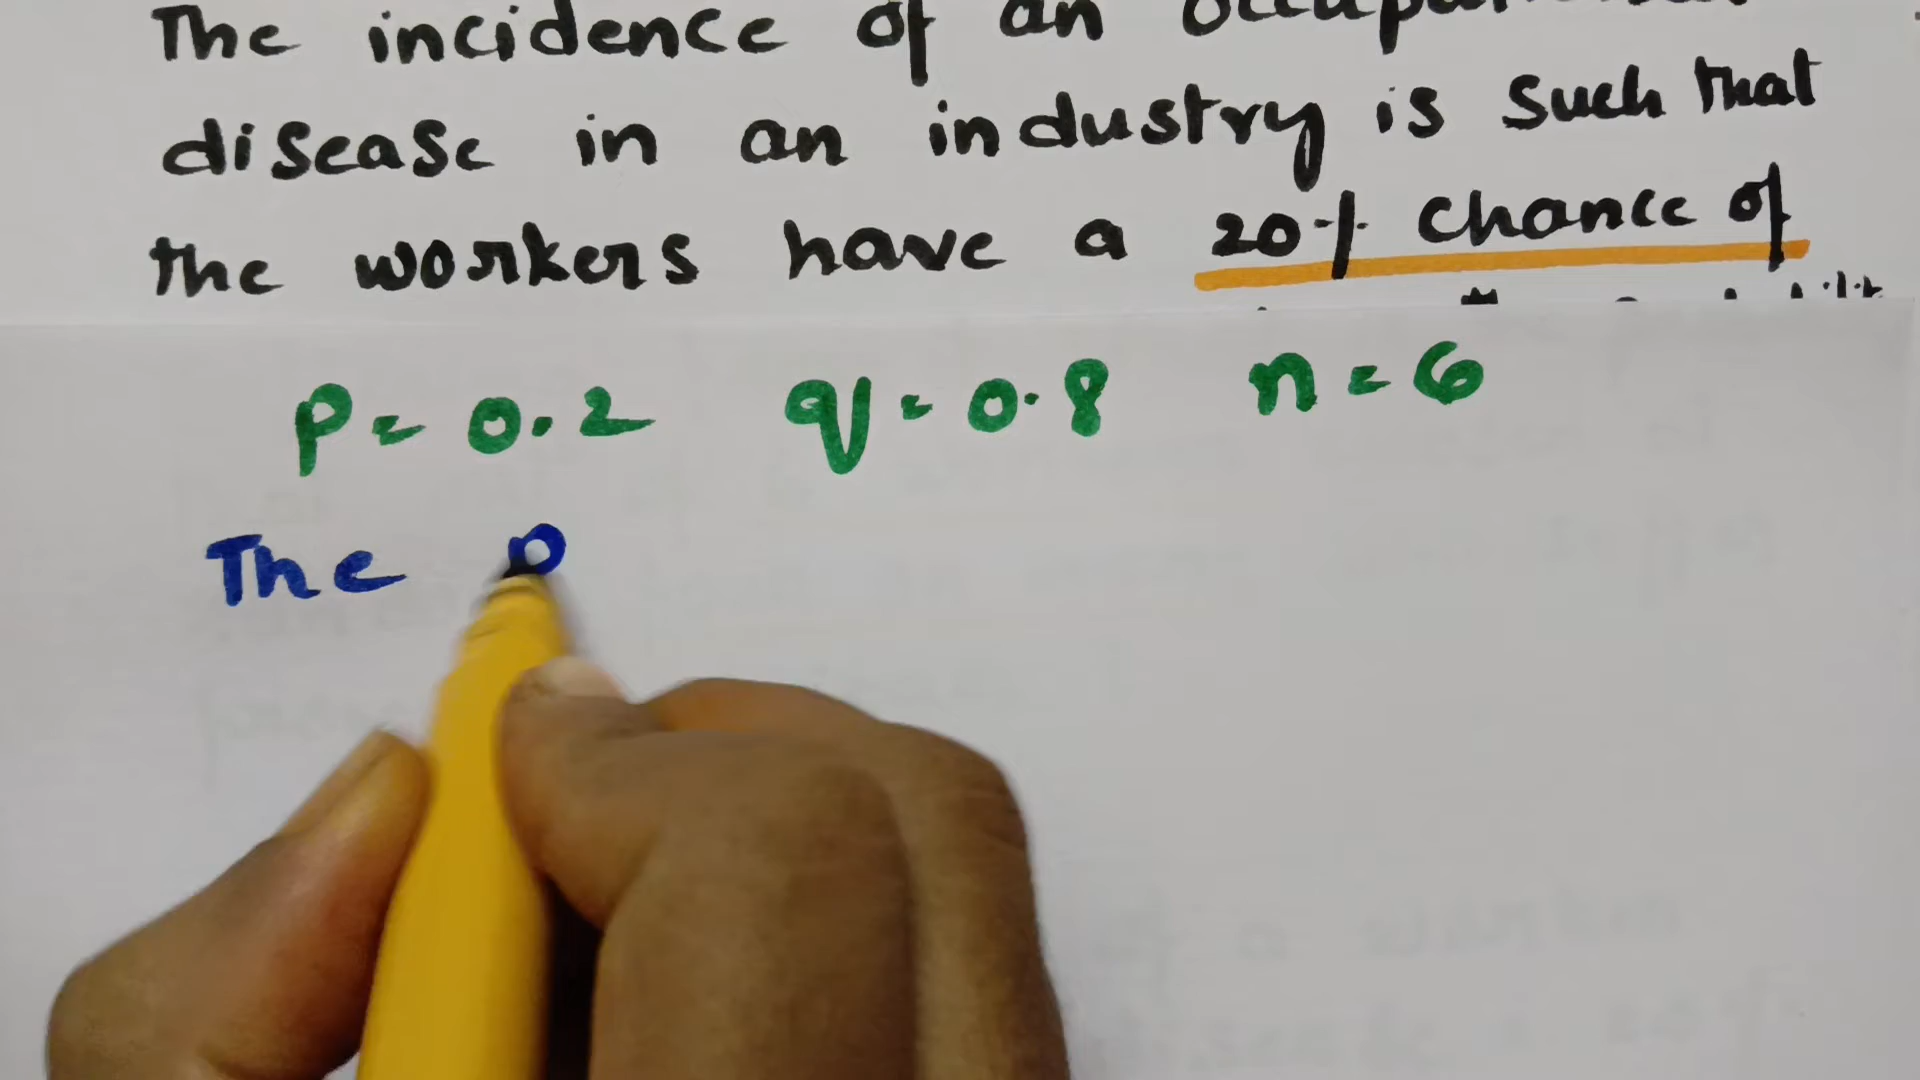 The incidence of an
disease in an industry is such that
the workers have a 20% chance of
p = 0.2 q = 0.8 n = 6
The